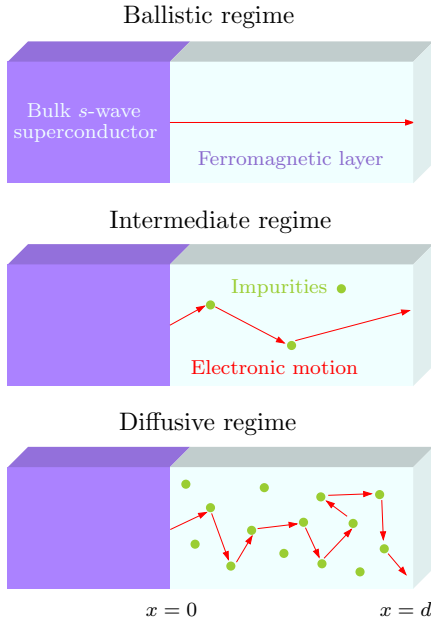 Ballistic regime
Bulk s-wave
superconductor
Ferromagnetic layer
Intermediate regime
Impurities
Electronic motion
Diffusive regime
x = 0
x = d